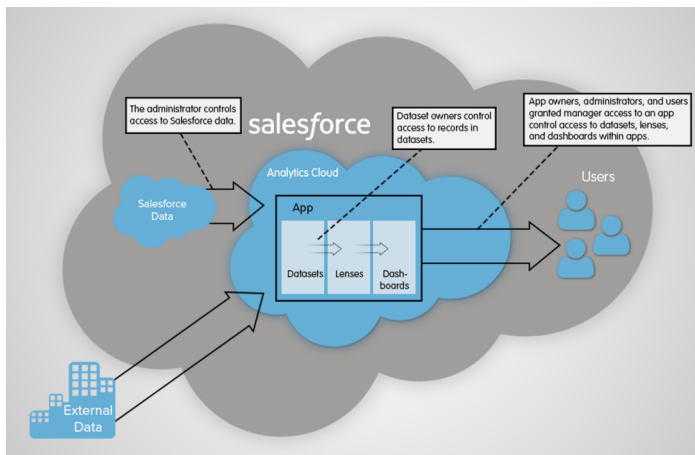 The administrator controls
access to Salesforce data.
salesforce
Dataset owners control
access to records in
datasets.
App owners, administrators, and users
granted manager access to an app
control access to datasets, lenses,
and dashboards within apps.
Analytics Cloud
Users
Salesforce
Data
App
Datasets
Lenses
Dash-
boards
External
Data